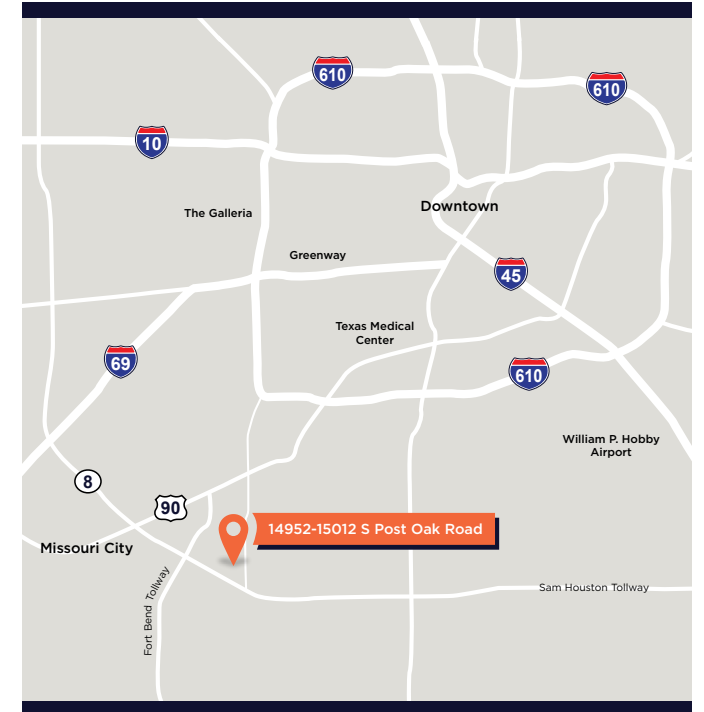 610
610
10
The Galleria
Downtown
Greenway
45
Texas Medical
Center
69
610
William P. Hobby
Airport
8
90
14952-15012 S Post Oak Road
Missouri City
Fort Bend Tollway
Sam Houston Tollway